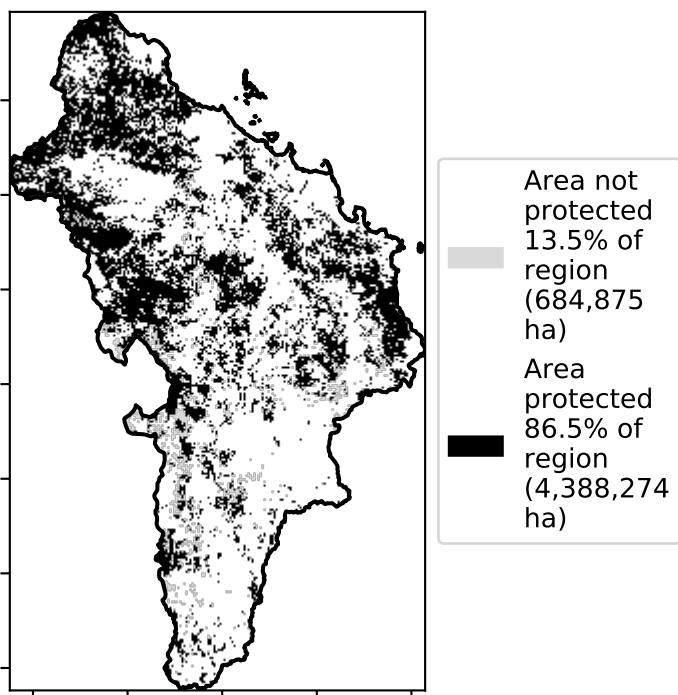 Area not
protected
13.5% of
region
(684,875
ha)
Area
protected
86.5% of
region
(4,388,274
ha)